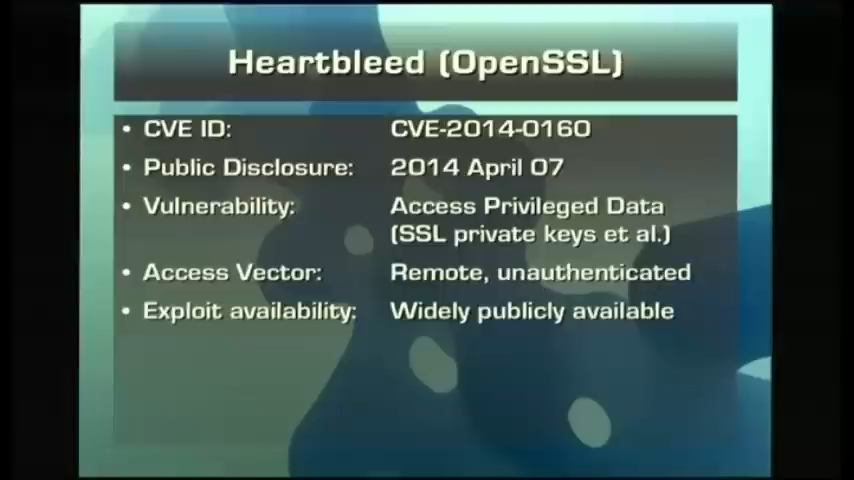 Heartbleed (OpenSSL)
• CVE ID: CVE-2014-0160
• Public Disclosure: 2014 April 07
• Vulnerability: Access Privileged Data
(SSL private keys et al.)
• Access Vector: Remote, unauthenticated
• Exploit availability: Widely publicly available